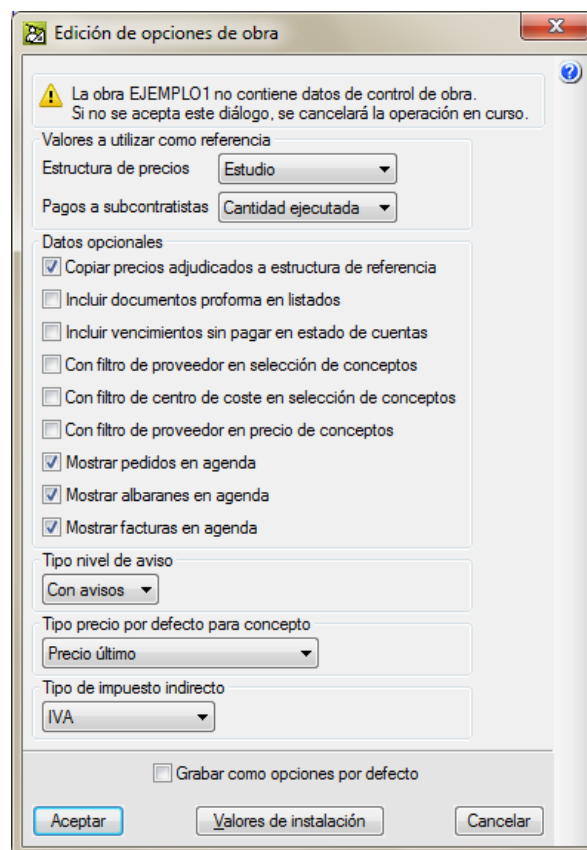 Edición de opciones de obra
La obra EJEMPLO1 no contiene datos de control de obra.
Si no se acepta este diálogo, se cancelará la operación en curso.
Valores a utilizar como referencia
Estructura de precios Estudio
Pagos a subcontratistas Cantidad ejecutada
Datos opcionales
Copiar precios adjudicados a estructura de referencia
Incluir documentos proforma en listados
Incluir vencimientos sin pagar en estado de cuentas
Con filtro de proveedor en selección de conceptos
Con filtro de centro de coste en selección de conceptos
Con filtro de proveedor en precio de conceptos
Mostrar pedidos en agenda
Mostrar albaranes en agenda
Mostrar facturas en agenda
Tipo nivel de aviso
Con avisos
Tipo precio por defecto para concepto
Precio último
Tipo de impuesto indirecto
IVA
Grabar como opciones por defecto
Aceptar Valores de instalación Cancelar